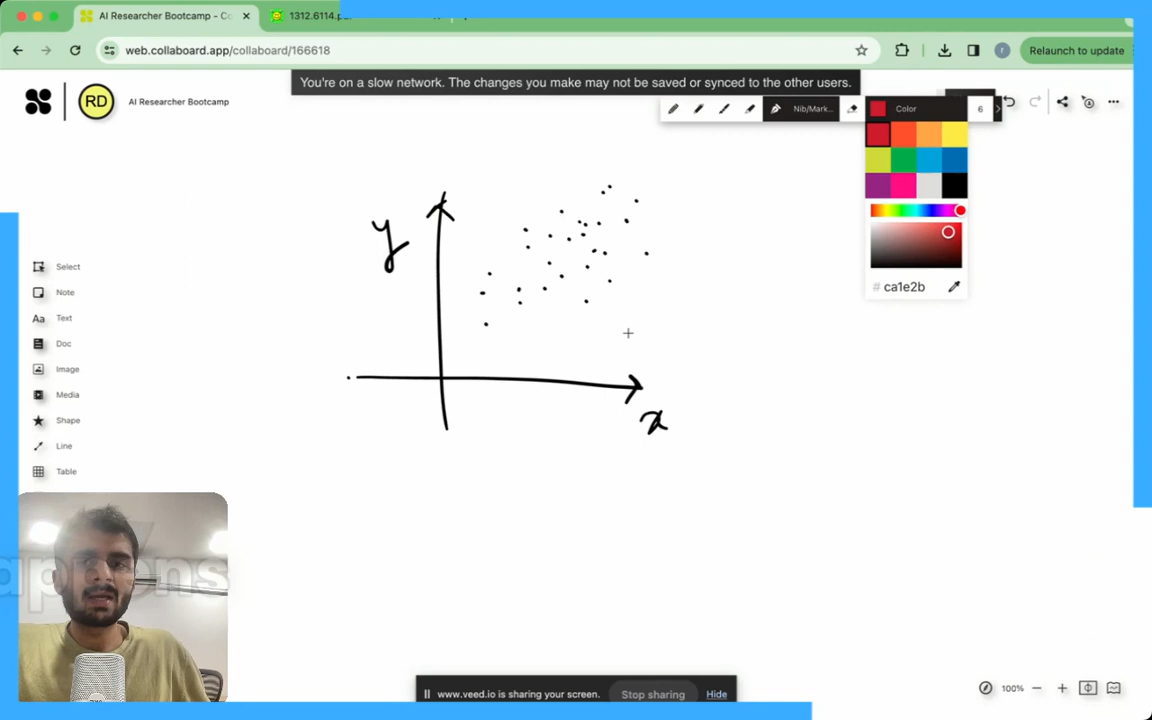 AI Researcher Bootcamp - Co
1312.6114.p
web.collaboard.app/collaboard/166618
r
Relaunch to update
You're on a slow network. The changes you make may not be saved or synced to the other users.
RD
AI Researcher Bootcamp
Nib/Mark...
Color
6
# ca1e2b
y
x
Select
Note
Aa Text
Doc
Image
Media
Shape
Line
Table
apiens
www.veed.io is sharing your screen.
Stop sharing
Hide
100%